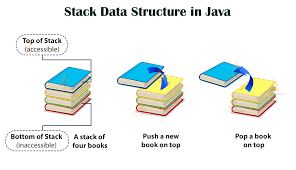 Stack Data Structure in Java
Top of Stack
(accessible)
Bottom of Stack
(inaccessible)
A stack of
four books
Push a new
book on top
Pop a book
on top